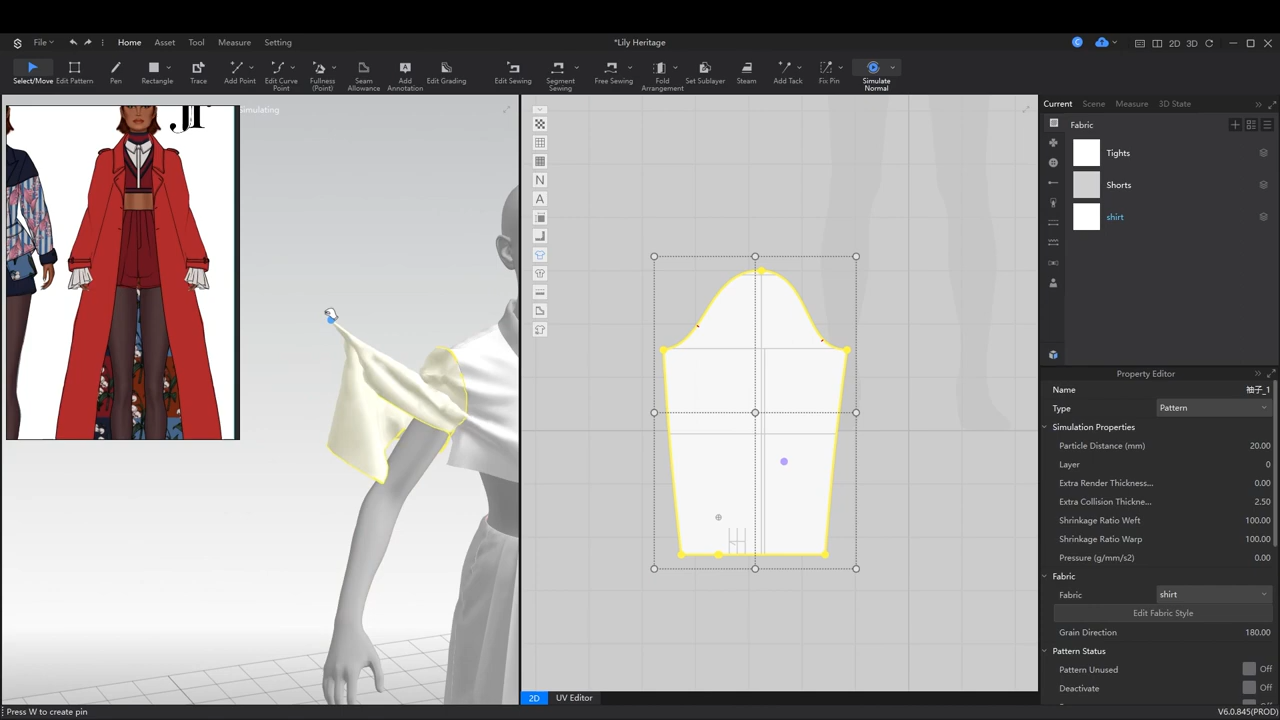 File
Home
Asset
Tool
Measure
Setting
*Lily Heritage
2D
3D
Select/Move
Edit Pattern
Pen
Rectangle
Trace
Add Point
Edit Curve
Point
Fullness
(Point)
Seam
Allowance
Add
Annotation
Edit Grading
Edit Sewing
Segment
Sewing
Free Sewing
Fold
Arrangement
Set Sublayer
Steam
Add Tack
Fix Pin
Simulate
Normal
Simulating
Current
Scene
Measure
3D State
Fabric
Tights
Shorts
shirt
Property Editor
Name
袖子_1
Type
Pattern
Simulation Properties
Particle Distance (mm)
20.00
Layer
0
Extra Render Thickness...
0.00
Extra Collision Thickne...
2.50
Shrinkage Ratio Weft
100.00
Shrinkage Ratio Warp
100.00
Pressure (g/mm/s2)
0.00
Fabric
Fabric
shirt
Edit Fabric Style
Grain Direction
180.00
Pattern Status
Pattern Unused
Off
Deactivate
Off
2D
UV Editor
Press W to create pin
V6.0.845(PROD)